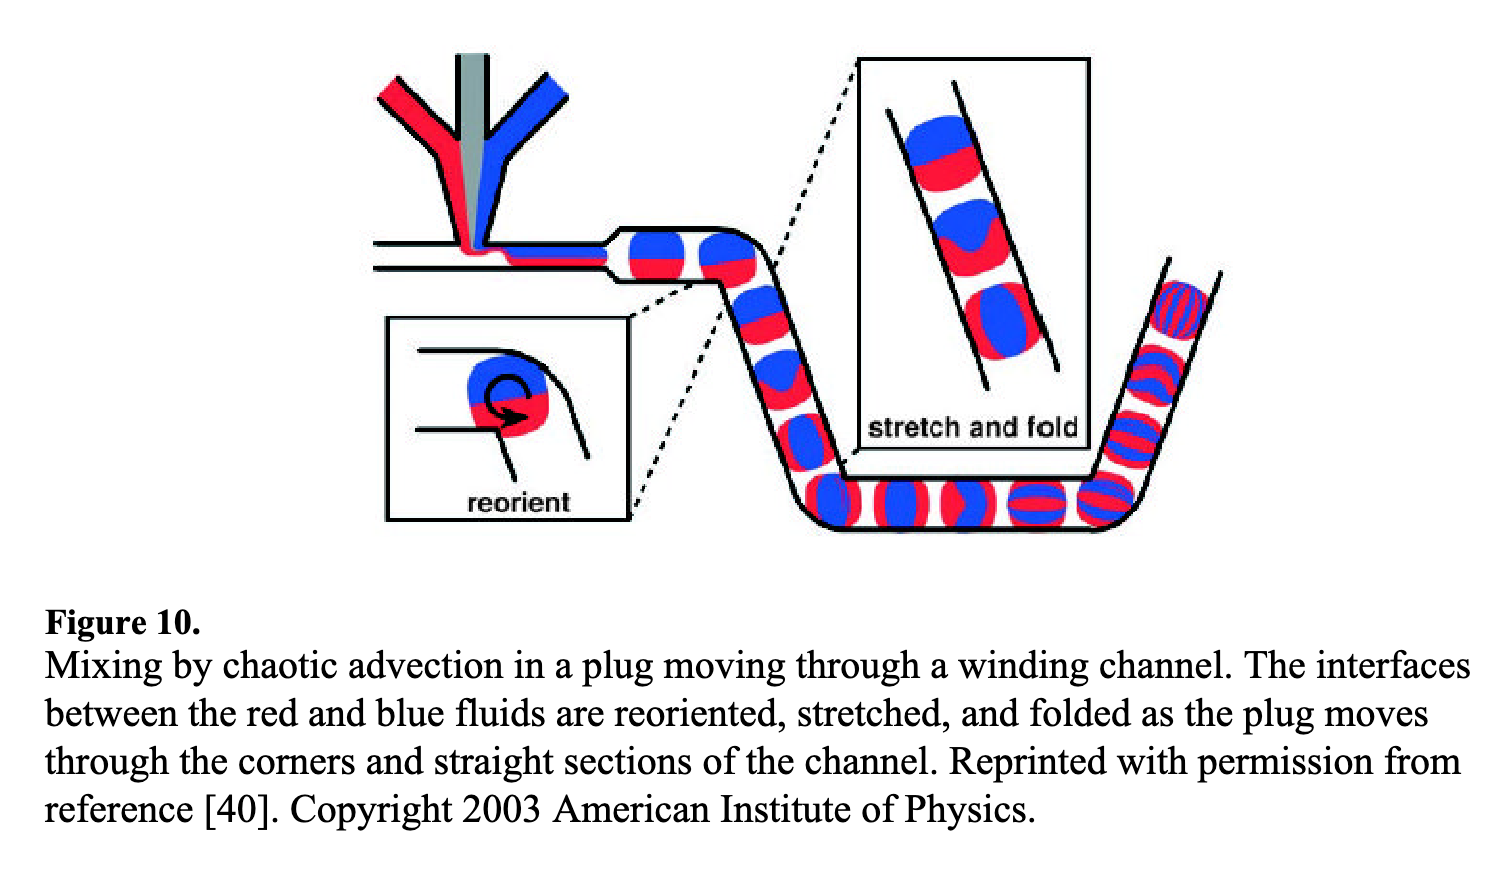 stretch and fold
reorient
Figure 10.
Mixing by chaotic advection in a plug moving through a winding channel. The interfaces
between the red and blue fluids are reoriented, stretched, and folded as the plug moves
through the corners and straight sections of the channel. Reprinted with permission from
reference [40]. Copyright 2003 American Institute of Physics.